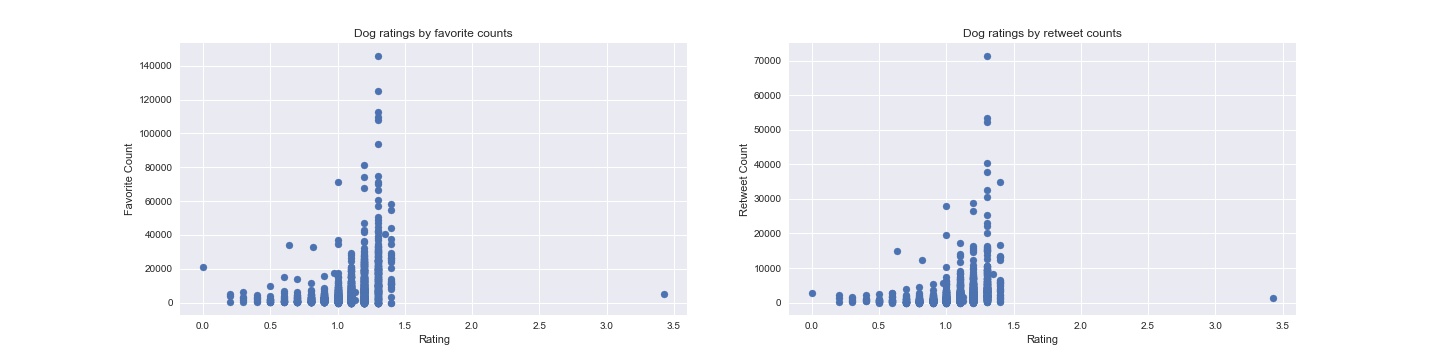 Dog ratings by favorite counts
140000
120000
100000
80000
60000
40000
20000
0
Favorite Count
0.0 0.5 1.0 1.5 2.0 2.5 3.0 3.5
Rating
Dog ratings by retweet counts
70000
60000
50000
40000
30000
20000
10000
0
Retweet Count
0.0 0.5 1.0 1.5 2.0 2.5 3.0 3.5
Rating